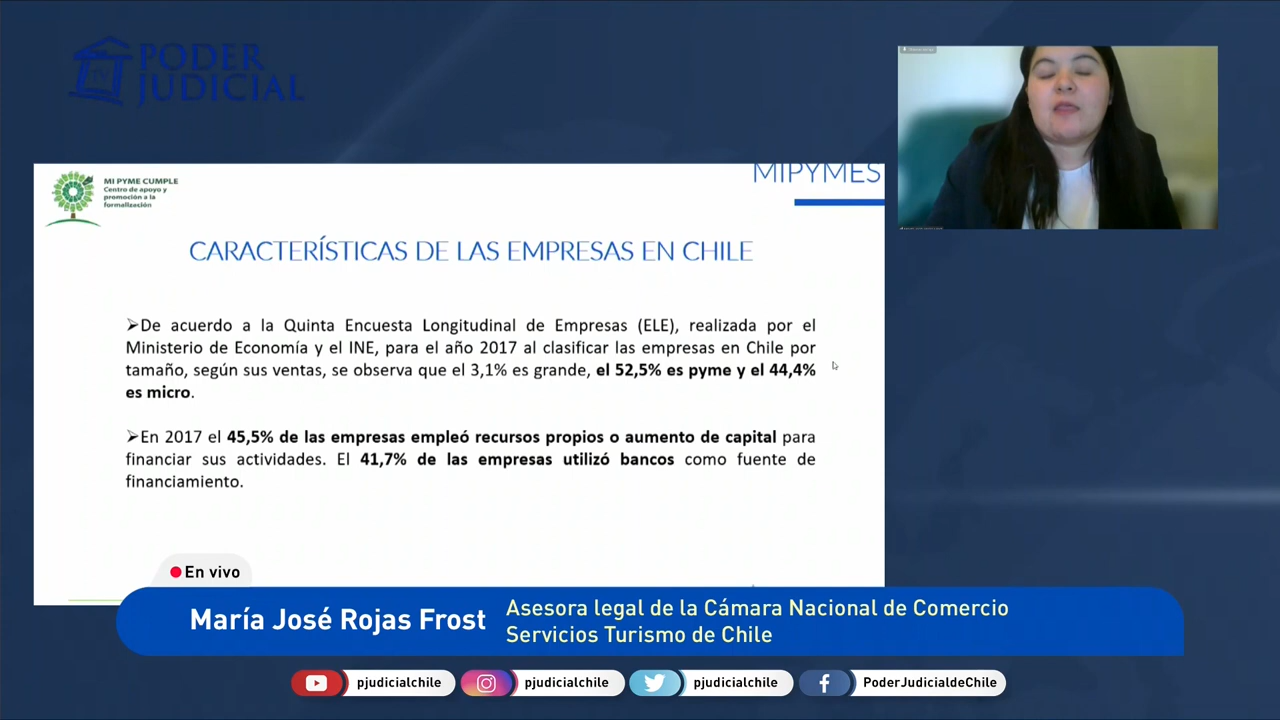 PODER
JUDICIAL
TV
MIPYMES
MI PYME CUMPLE
Centro de apoyo y
promoción a la
formalización
CARACTERÍSTICAS DE LAS EMPRESAS EN CHILE
➢De acuerdo a la Quinta Encuesta Longitudinal de Empresas (ELE), realizada por el
Ministerio de Economía y el INE, para el año 2017 al clasificar las empresas en Chile por
tamaño, según sus ventas, se observa que el 3,1% es grande, el 52,5% es pyme y el 44,4%
es micro.
➢En 2017 el 45,5% de las empresas empleó recursos propios o aumento de capital para
financiar sus actividades. El 41,7% de las empresas utilizó bancos como fuente de
financiamiento.
En vivo
María José Rojas Frost
Asesora legal de la Cámara Nacional de Comercio
Servicios Turismo de Chile
pjudicialchile
pjudicialchile
pjudicialchile
PoderJudicialdeChile